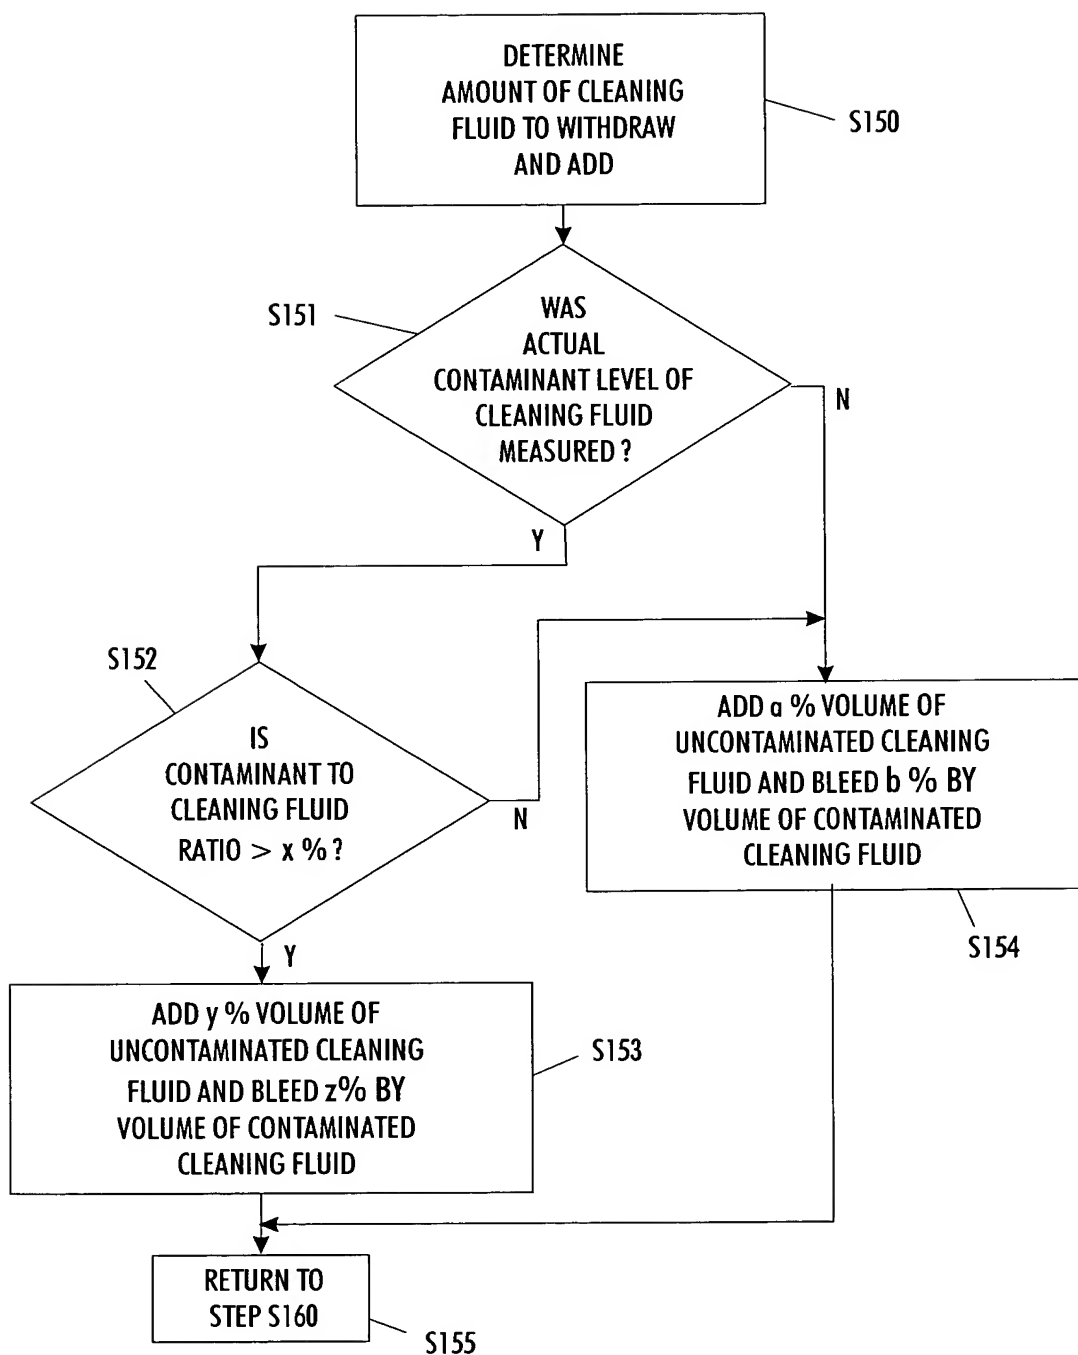 DETERMINE
AMOUNT OF CLEANING
FLUID TO WITHDRAW
AND ADD
S150
S151
WAS
ACTUAL
CONTAMINANT LEVEL OF
CLEANING FLUID
MEASURED ?
N
Y
S152
IS
CONTAMINANT TO
CLEANING FLUID
RATIO > x % ?
N
Y
ADD a % VOLUME OF
UNCONTAMINATED CLEANING
FLUID AND BLEED b % BY
VOLUME OF CONTAMINATED
CLEANING FLUID
S154
ADD y % VOLUME OF
UNCONTAMINATED CLEANING
FLUID AND BLEED z% BY
VOLUME OF CONTAMINATED
CLEANING FLUID
S153
RETURN TO
STEP S160
S155